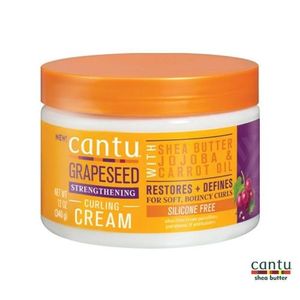 NEW!
cantu
GRAPESEED
STRENGTHENING
CURLING
CREAM
NET WT
12 OZ
(340 g)
WITH
SHEA BUTTER
JOJOBA &
CARROT OIL
RESTORES + DEFINES
FOR SOFT, BOUNCY CURLS
SILICONE FREE
cantu
shea butter